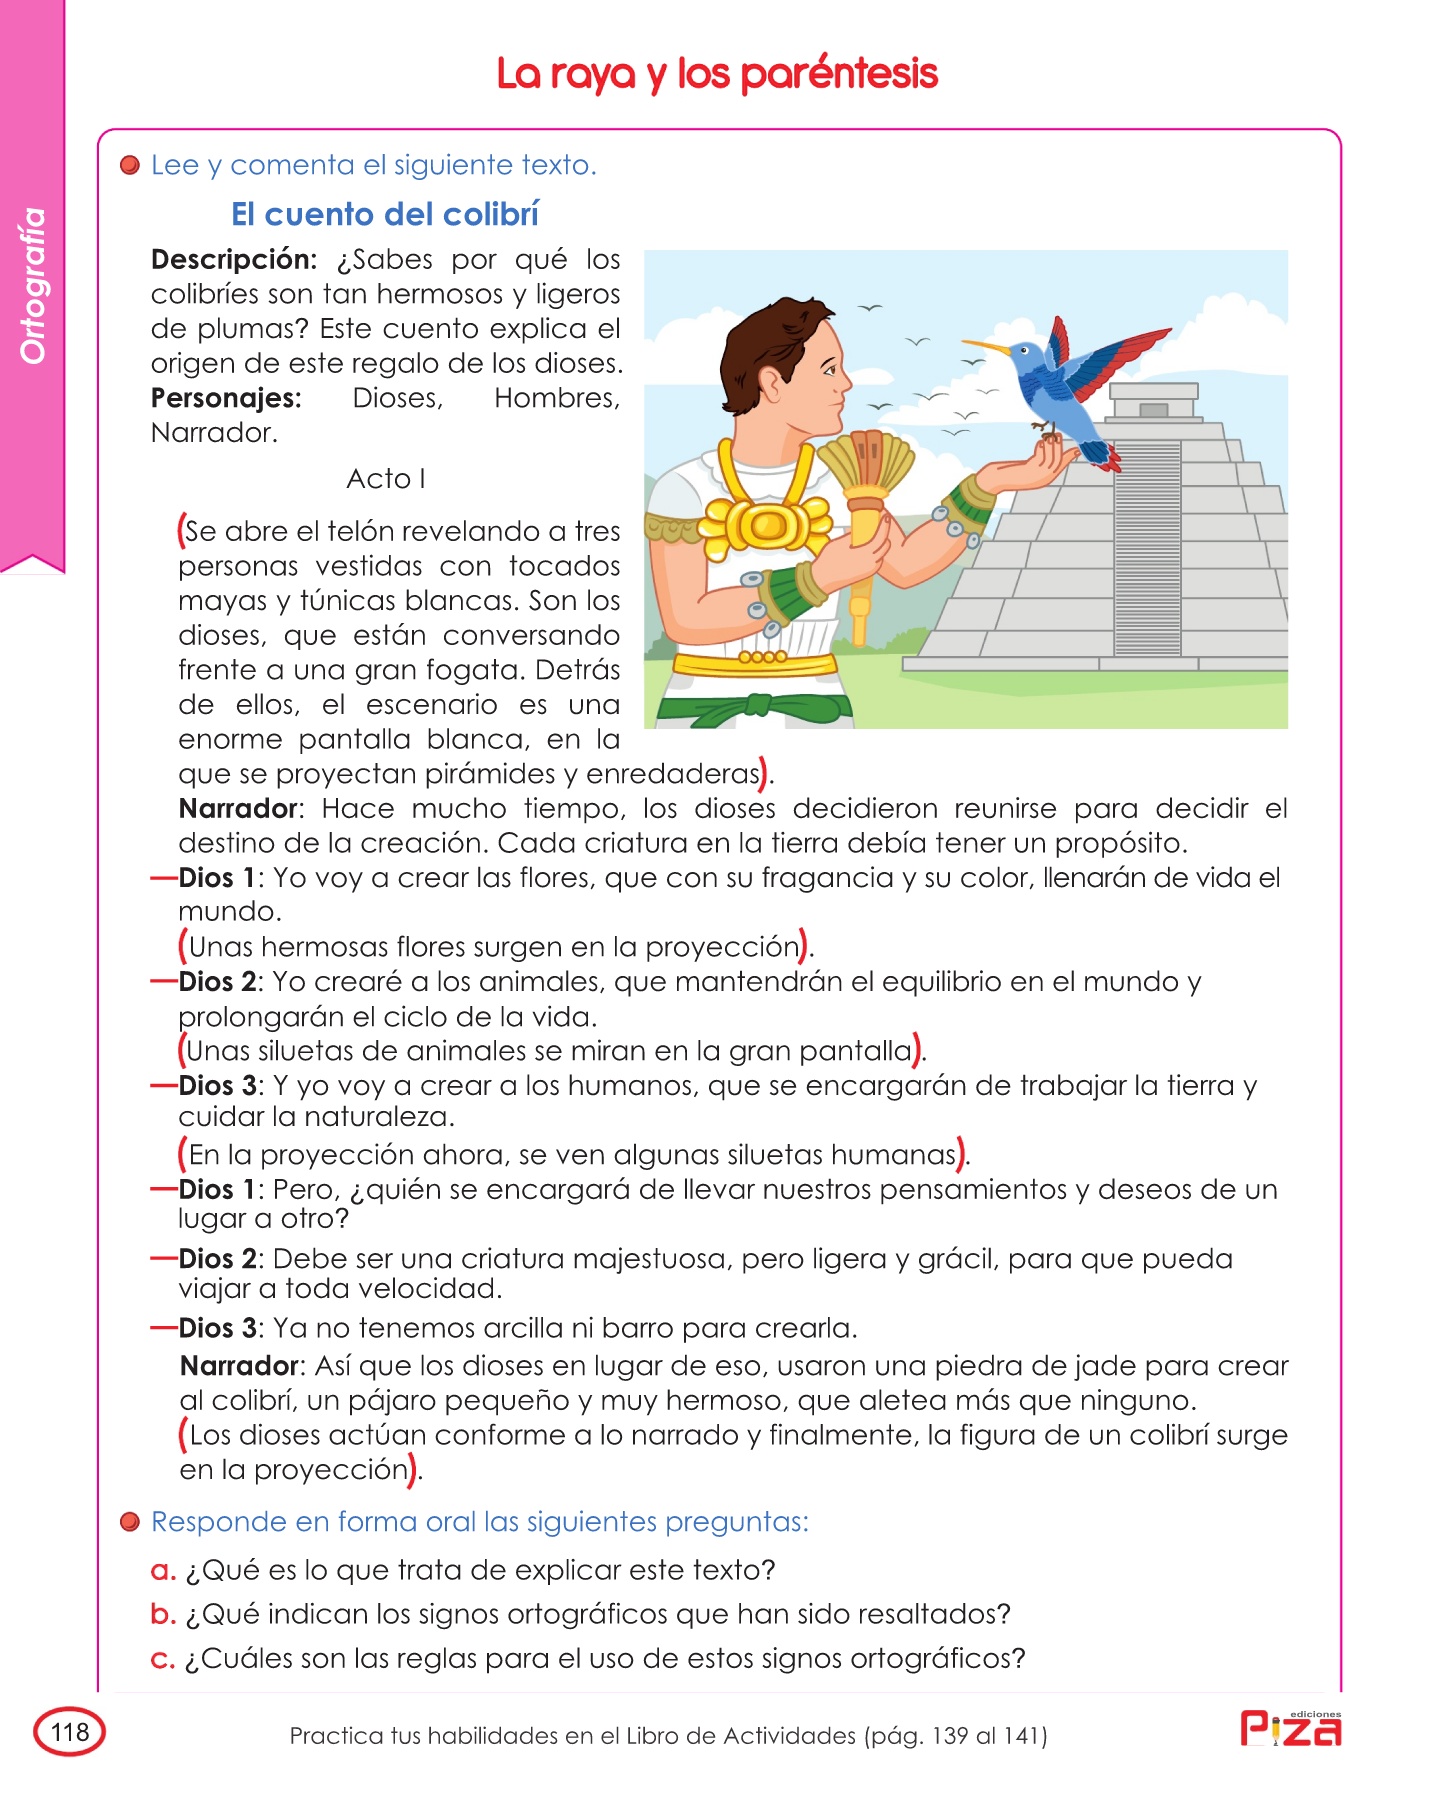 La raya y los paréntesis
Ortografía
Lee y comenta el siguiente texto.
El cuento del colibrí
Descripción: ¿Sabes por qué los
colibríes son tan hermosos y ligeros
de plumas? Este cuento explica el
origen de este regalo de los dioses.
Personajes: Dioses, Hombres,
Narrador.
Acto I
(Se abre el telón revelando a tres
personas vestidas con tocados
mayas y túnicas blancas. Son los
dioses, que están conversando
frente a una gran fogata. Detrás
de ellos, el escenario es una
enorme pantalla blanca, en la
que se proyectan pirámides y enredaderas).
Narrador: Hace mucho tiempo, los dioses decidieron reunirse para decidir el
destino de la creación. Cada criatura en la tierra debía tener un propósito.
—Dios 1: Yo voy a crear las flores, que con su fragancia y su color, llenarán de vida el
mundo.
(Unas hermosas flores surgen en la proyección).
—Dios 2: Yo crearé a los animales, que mantendrán el equilibrio en el mundo y
prolongarán el ciclo de la vida.
(Unas siluetas de animales se miran en la gran pantalla).
—Dios 3: Y yo voy a crear a los humanos, que se encargarán de trabajar la tierra y
cuidar la naturaleza.
(En la proyección ahora, se ven algunas siluetas humanas).
—Dios 1: Pero, ¿quién se encargará de llevar nuestros pensamientos y deseos de un
lugar a otro?
—Dios 2: Debe ser una criatura majestuosa, pero ligera y grácil, para que pueda
viajar a toda velocidad.
—Dios 3: Ya no tenemos arcilla ni barro para crearla.
Narrador: Así que los dioses en lugar de eso, usaron una piedra de jade para crear
al colibrí, un pájaro pequeño y muy hermoso, que aletea más que ninguno.
(Los dioses actúan conforme a lo narrado y finalmente, la figura de un colibrí surge
en la proyección).
Responde en forma oral las siguientes preguntas:
a. ¿Qué es lo que trata de explicar este texto?
b. ¿Qué indican los signos ortográficos que han sido resaltados?
c. ¿Cuáles son las reglas para el uso de estos signos ortográficos?
118
Practica tus habilidades en el Libro de Actividades (pág. 139 al 141)
ediciones
Piza